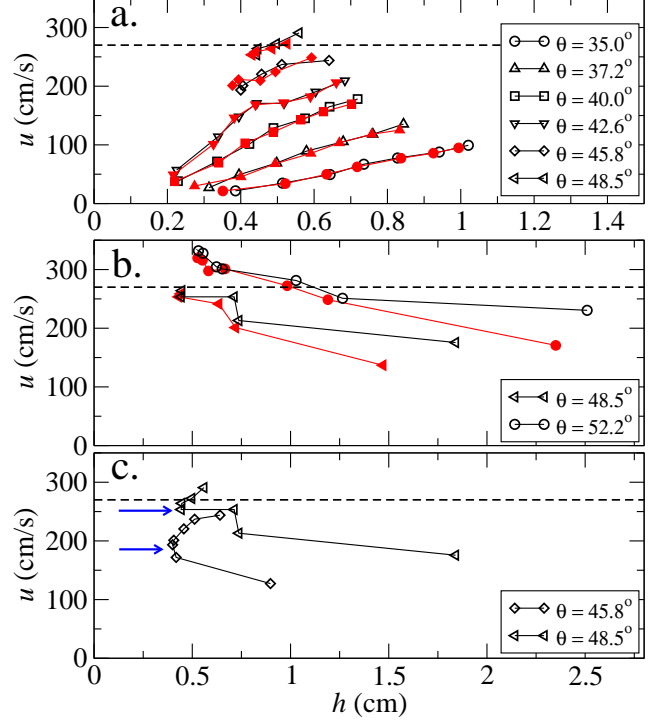 a.
300
250
200
150
100
50
0
u (cm/s)
θ = 35.0°
θ = 37.2°
θ = 40.0°
θ = 42.6°
θ = 45.8°
θ = 48.5°
0 0.2 0.4 0.6 0.8 1 1.2 1.4
b.
300
200
100
0
u (cm/s)
θ = 48.5°
θ = 52.2°
c.
300
200
100
0
u (cm/s)
θ = 45.8°
θ = 48.5°
0 0.5 1 1.5 2 2.5
h (cm)